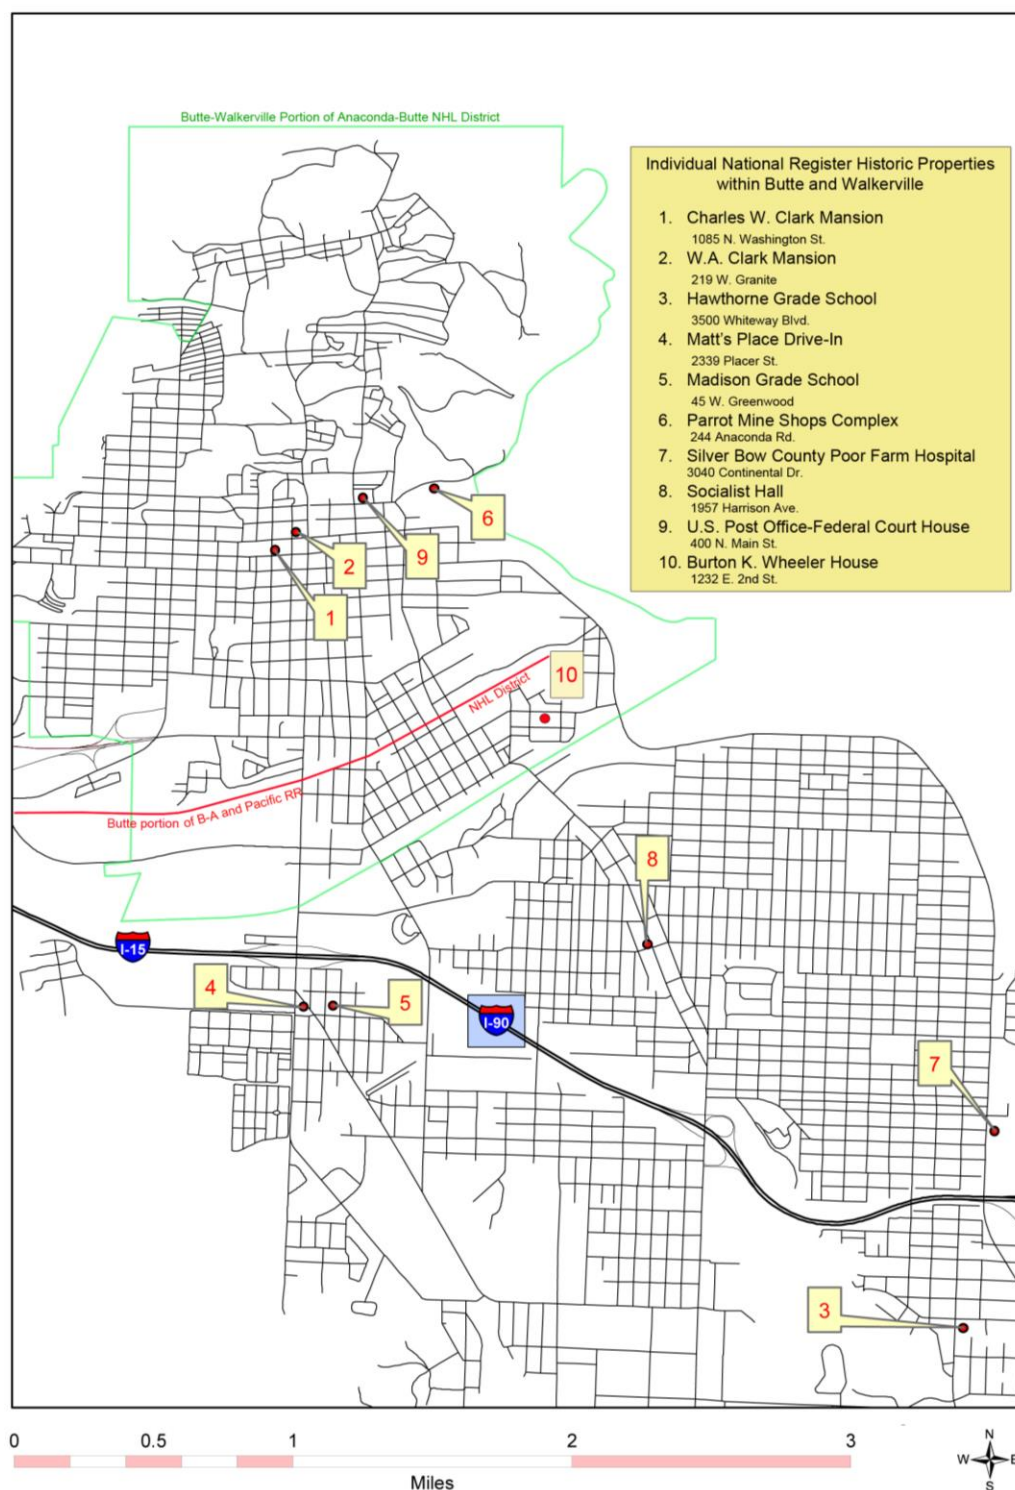 Butte-Walkerville Portion of Anaconda-Butte NHL District
Individual National Register Historic Properties
within Butte and Walkerville
1. Charles W. Clark Mansion
1085 N. Washington St.
2. W.A. Clark Mansion
219 W. Granite
3. Hawthorne Grade School
3500 Whiteway Blvd.
4. Matt's Place Drive-In
2339 Placer St.
5. Madison Grade School
45 W. Greenwood
6. Parrot Mine Shops Complex
244 Anaconda Rd.
7. Silver Bow County Poor Farm Hospital
3040 Continental Dr.
8. Socialist Hall
1957 Harrison Ave.
9. U.S. Post Office-Federal Court House
400 N. Main St.
10. Burton K. Wheeler House
1232 E. 2nd St.
6
9
2
1
10
NHL District
Butte portion of B-A and Pacific RR
8
I-15
4
5
I-90
7
3
0 0.5 1 2 3
Miles
N
W E
S